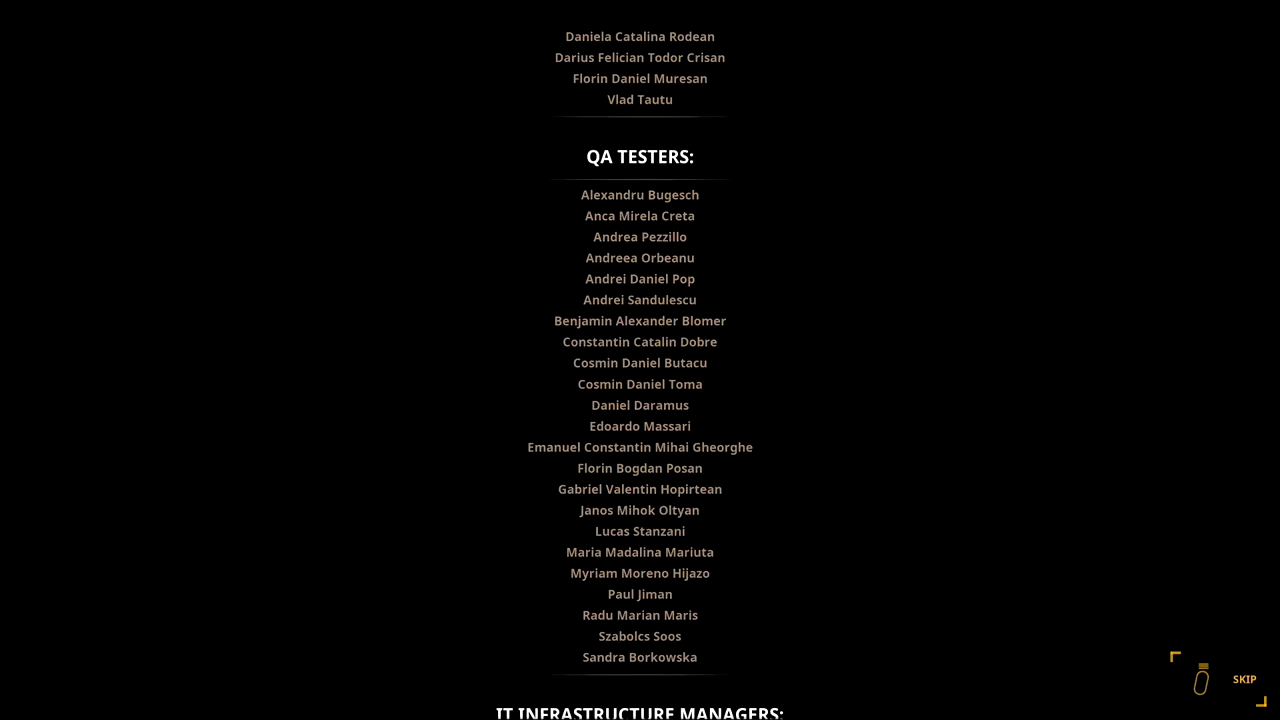 Daniela Catalina Rodean
Darius Felician Todor Crisan
Florin Daniel Muresan
Vlad Tautu
QA TESTERS:
Alexandru Bugesch
Anca Mirela Creta
Andrea Pezzillo
Andreea Orbeanu
Andrei Daniel Pop
Andrei Sandulescu
Benjamin Alexander Blomer
Constantin Catalin Dobre
Cosmin Daniel Butacu
Cosmin Daniel Toma
Daniel Daramus
Edoardo Massari
Emanuel Constantin Mihai Gheorghe
Florin Bogdan Posan
Gabriel Valentin Hopirtean
Janos Mihok Oltyan
Lucas Stanzani
Maria Madalina Mariuta
Myriam Moreno Hijazo
Paul Jiman
Radu Marian Maris
Szabolcs Soos
Sandra Borkowska
SKIP
IT INFRASTRUCTURE MANAGERS: